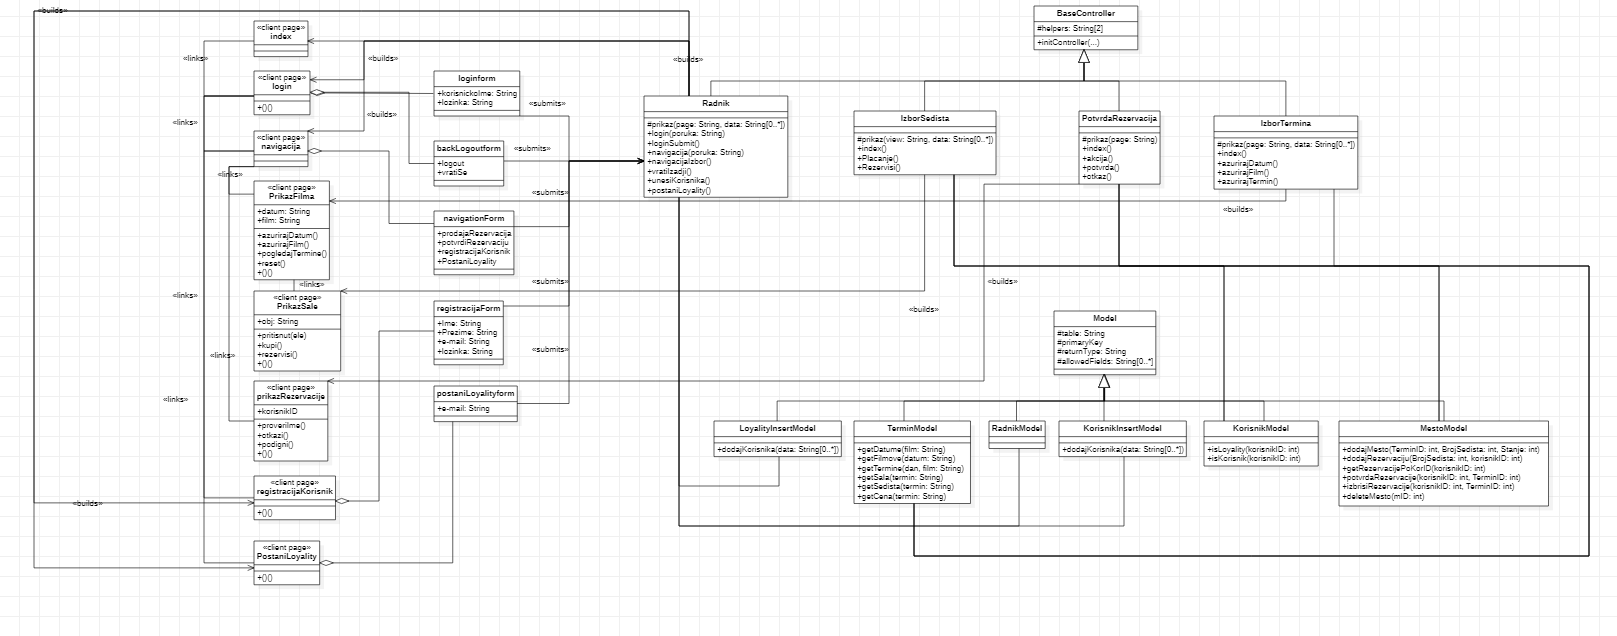 «builds»
«client page»
index
«links»
«builds»
«client page»
login
+()()
«links»
«builds»
«client page»
navigacija
«links»
«client page»
PrikazFilma
+datum: String
+film: String
+azurirajDatum()
+azurirajFilm()
+pogledajTermine()
+reset()
+()()
«links»
«links»
«client page»
PrikazSale
+obj: String
+pritisnut(ele)
+kupi()
+rezervisi()
+()()
«links»
«links»
«client page»
prikazRezervacije
+korisnikID
+proverilme()
+otkazi()
+podigni()
+()()
«client page»
registracijaKorisnik
+()()
«builds»
«client page»
PostaniLoyality
+()()
loginform
+korisnickoIme: String
+lozinka: String
«submits»
backLogoutform
+logout
+vratiSe
«submits»
«submits»
navigationForm
+prodajaRezervacija
+potvrdiRezervaciju
+registracijaKorisnik
+PostaniLoyality
«submits»
registracijaForm
+Ime: String
+Prezime: String
+e-mail: String
+lozinka: String
«submits»
postaniLoyalityform
+e-mail: String
«builds»
Radnik
#prikaz(page: String, data: String[0..*])
+login(poruka: String)
+loginSubmit()
+navigacija(poruka: String)
+navigacijaIzbor()
+vratiIzadji()
+unesiKorisnika()
+postaniLoyality()
BaseController
#helpers: String[2]
+initController(...)
IzborSedista
#prikaz(view: String, data: String[0..*])
+index()
+Placanje()
+Rezervisi()
PotvrdaRezervacija
#prikaz(page: String)
+index()
+akcija()
+potvrda()
+otkaz()
IzborTermina
#prikaz(page: String, data: String[0..*])
+index()
+azurirajDatum()
+azurirajFilm()
+azurirajTermin()
«builds»
«builds»
«builds»
Model
#table: String
#primaryKey
#returnType: String
#allowedFields: String[0..*]
LoyalityInsertModel
+dodajKorisnika(data: String[0..*])
TerminModel
+getDatume(film: String)
+getFilmove(datum: String)
+getTermine(dan, film: String)
+getSala(termin: String)
+getSedista(termin: String)
+getCena(termin: String)
RadnikModel
KorisnikInsertModel
+dodajKorisnika(data: String[0..*])
KorisnikModel
+isLoyality(korisnikID: int)
+isKorisnik(korisnikID: int)
MestoModel
+dodajMesto(TerminID: int, BrojSedista: int, Stanje: int)
+dodajRezervaciju(BrojSedista: int, korisnikID: int)
+getRezervacijePoKorID(korisnikID: int)
+potvrdaRezervacije(korisnikID: int, TerminID: int)
+izbrisiRezervacije(korisnikID: int, TerminID: int)
+deleteMesto(mID: int)